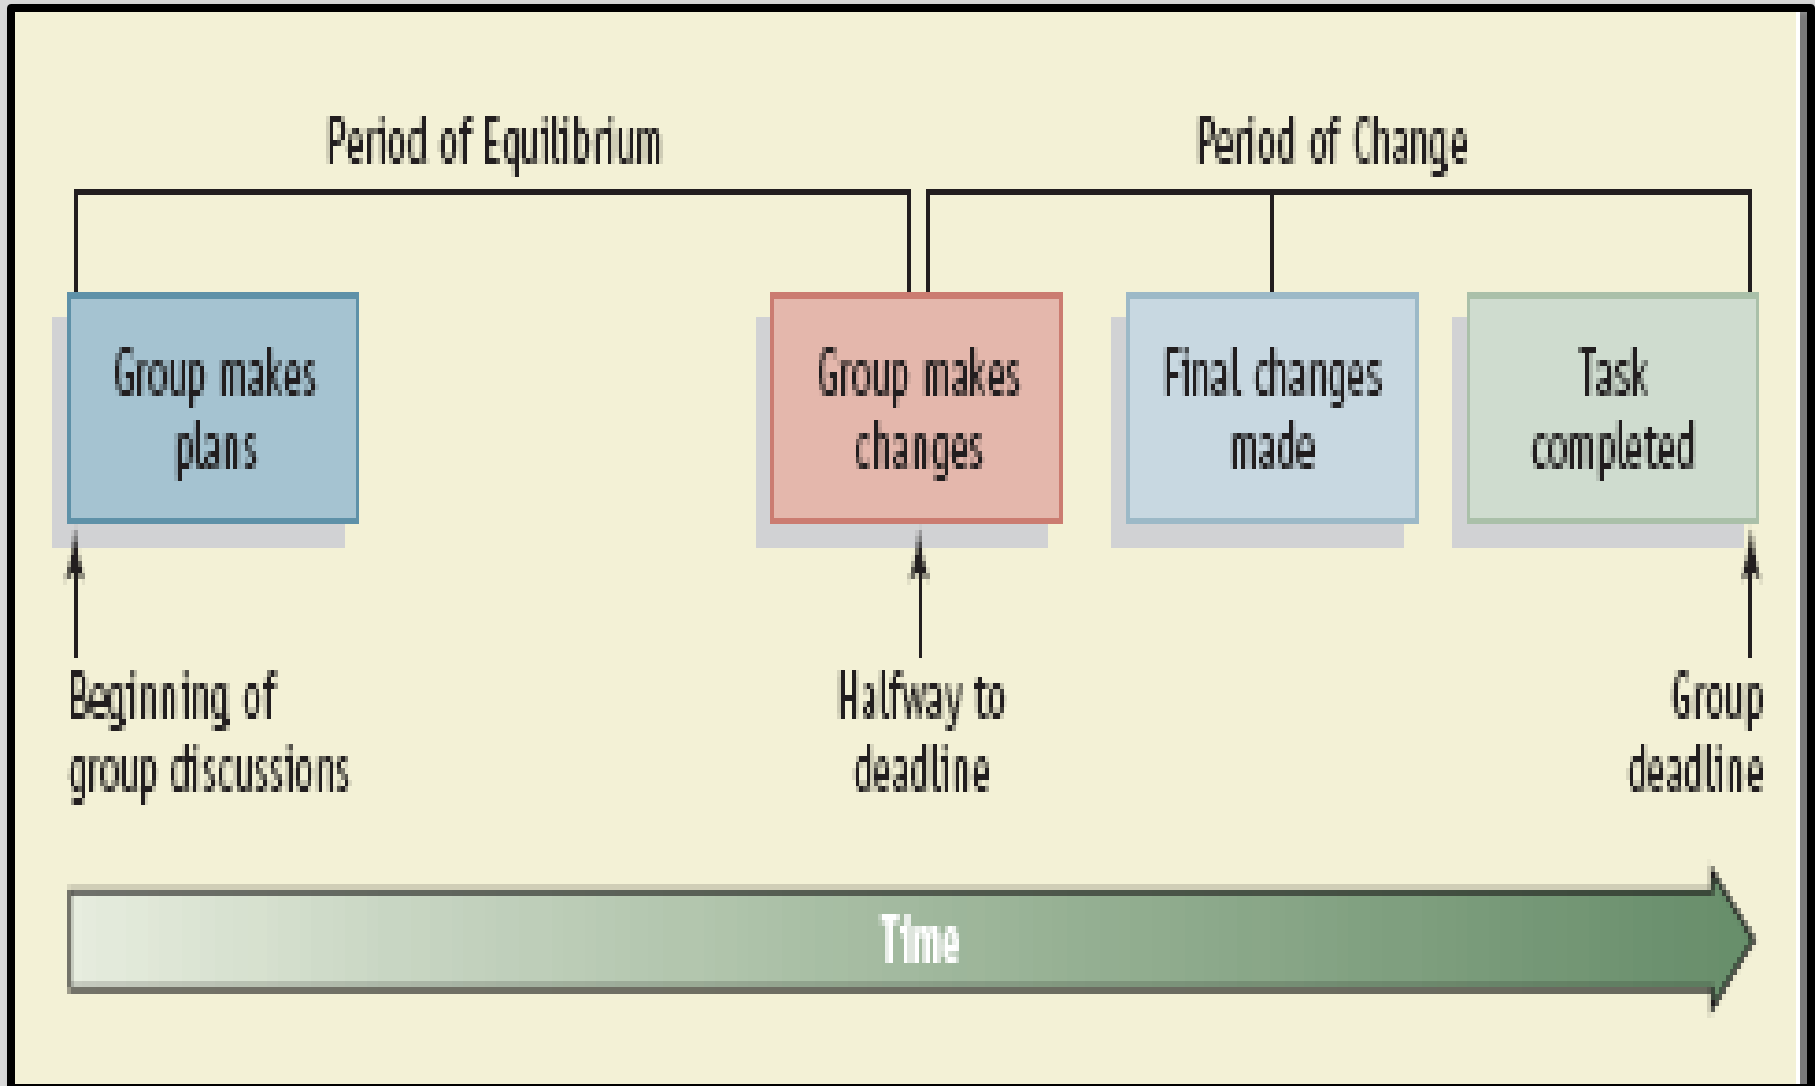 Period of Equilibrium
Period of Change
Group makes
plans
Group makes
changes
Final changes
made
Task
completed
Beginning of
group discussions
Halfway to
deadline
Group
deadline
Time